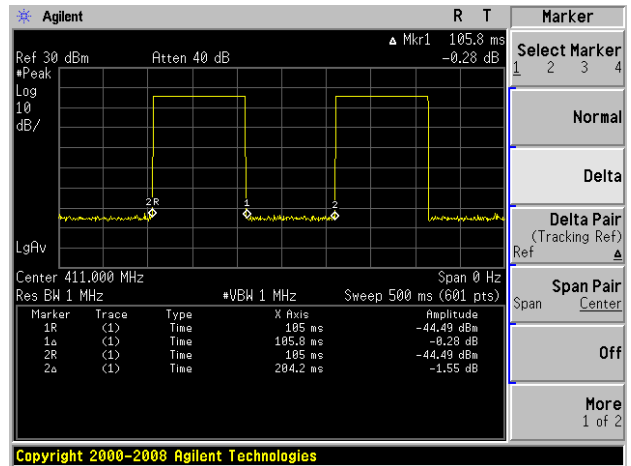 Agilent R T
Δ Mkr1 105.8 ms
Ref 30 dBm Atten 40 dB -0.28 dB
#Peak
Log
10
dB/
2R 1 2
LgAv
Center 411.000 MHz Span 0 Hz
Res BW 1 MHz #VBW 1 MHz Sweep 500 ms (601 pts)
Marker Trace Type X Axis Amplitude
1R (1) Time 105 ms -44.49 dBm
1Δ (1) Time 105.8 ms -0.28 dB
2R (1) Time 105 ms -44.49 dBm
2Δ (1) Time 204.2 ms -1.55 dB
Copyright 2000-2008 Agilent Technologies
Marker
Select Marker
1 2 3 4
Normal
Delta
Delta Pair
(Tracking Ref)
Ref Δ
Span Pair
Span Center
Off
More
1 of 2